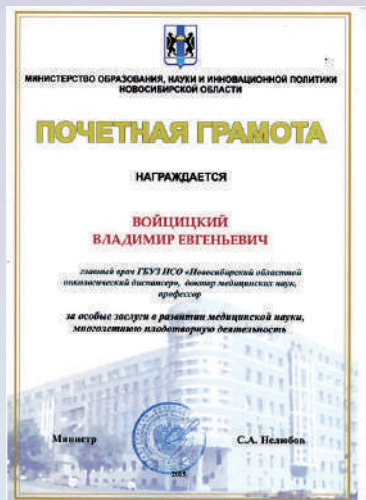 МИНИСТЕРСТВО ОБРАЗОВАНИЯ, НАУКИ И ИННОВАЦИОННОЙ ПОЛИТИКИ
НОВОСИБИРСКОЙ ОБЛАСТИ
ПОЧЕТНАЯ ГРАМОТА
НАГРАЖДАЕТСЯ
ВОЙЦИЦКИЙ
ВЛАДИМИР ЕВГЕНЬЕВИЧ
главный врач ГБУЗ НСО «Новосибирский областной
онкологический диспансер», доктор медицинских наук,
профессор
за особые заслуги в развитии медицинской науки,
многолетнюю плодотворную деятельность
Министр С.А. Нелюбов